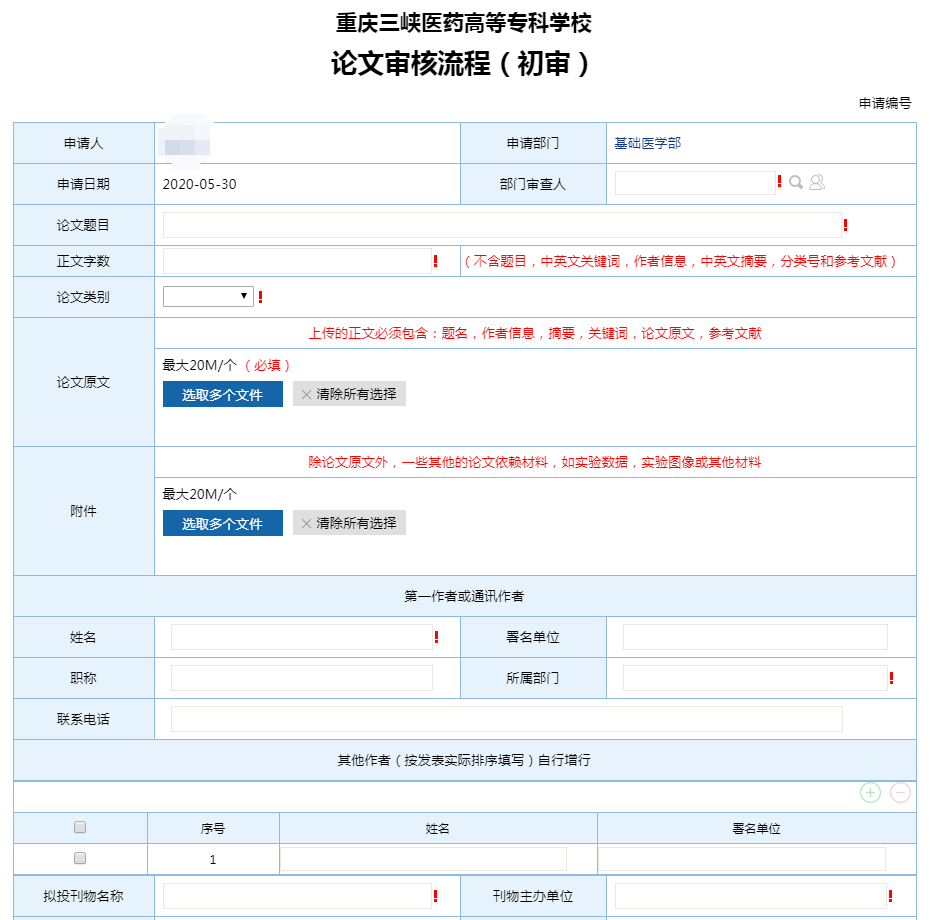 重庆三峡医药高等专科学校
论文审核流程（初审）
申请编号
申请人 申请部门 基础医学部
申请日期 2020-05-30 部门审查人 !
论文题目 !
正文字数 ! （不含题目，中英文关键词，作者信息，中英文摘要，分类号和参考文献）
论文类别 !
上传的正文必须包含：题名，作者信息，摘要，关键词，论文原文，参考文献
论文原文
最大20M/个 （必填）
选取多个文件 清除所有选择
除论文原文外，一些其他的论文依赖材料，如实验数据，实验图像或其他材料
附件
最大20M/个
选取多个文件 清除所有选择
第一作者或通讯作者
姓名 ! 署名单位
职称 所属部门 !
联系电话
其他作者（按发表实际排序填写）自行增行
序号 姓名 署名单位
1
拟投刊物名称 ! 刊物主办单位 !